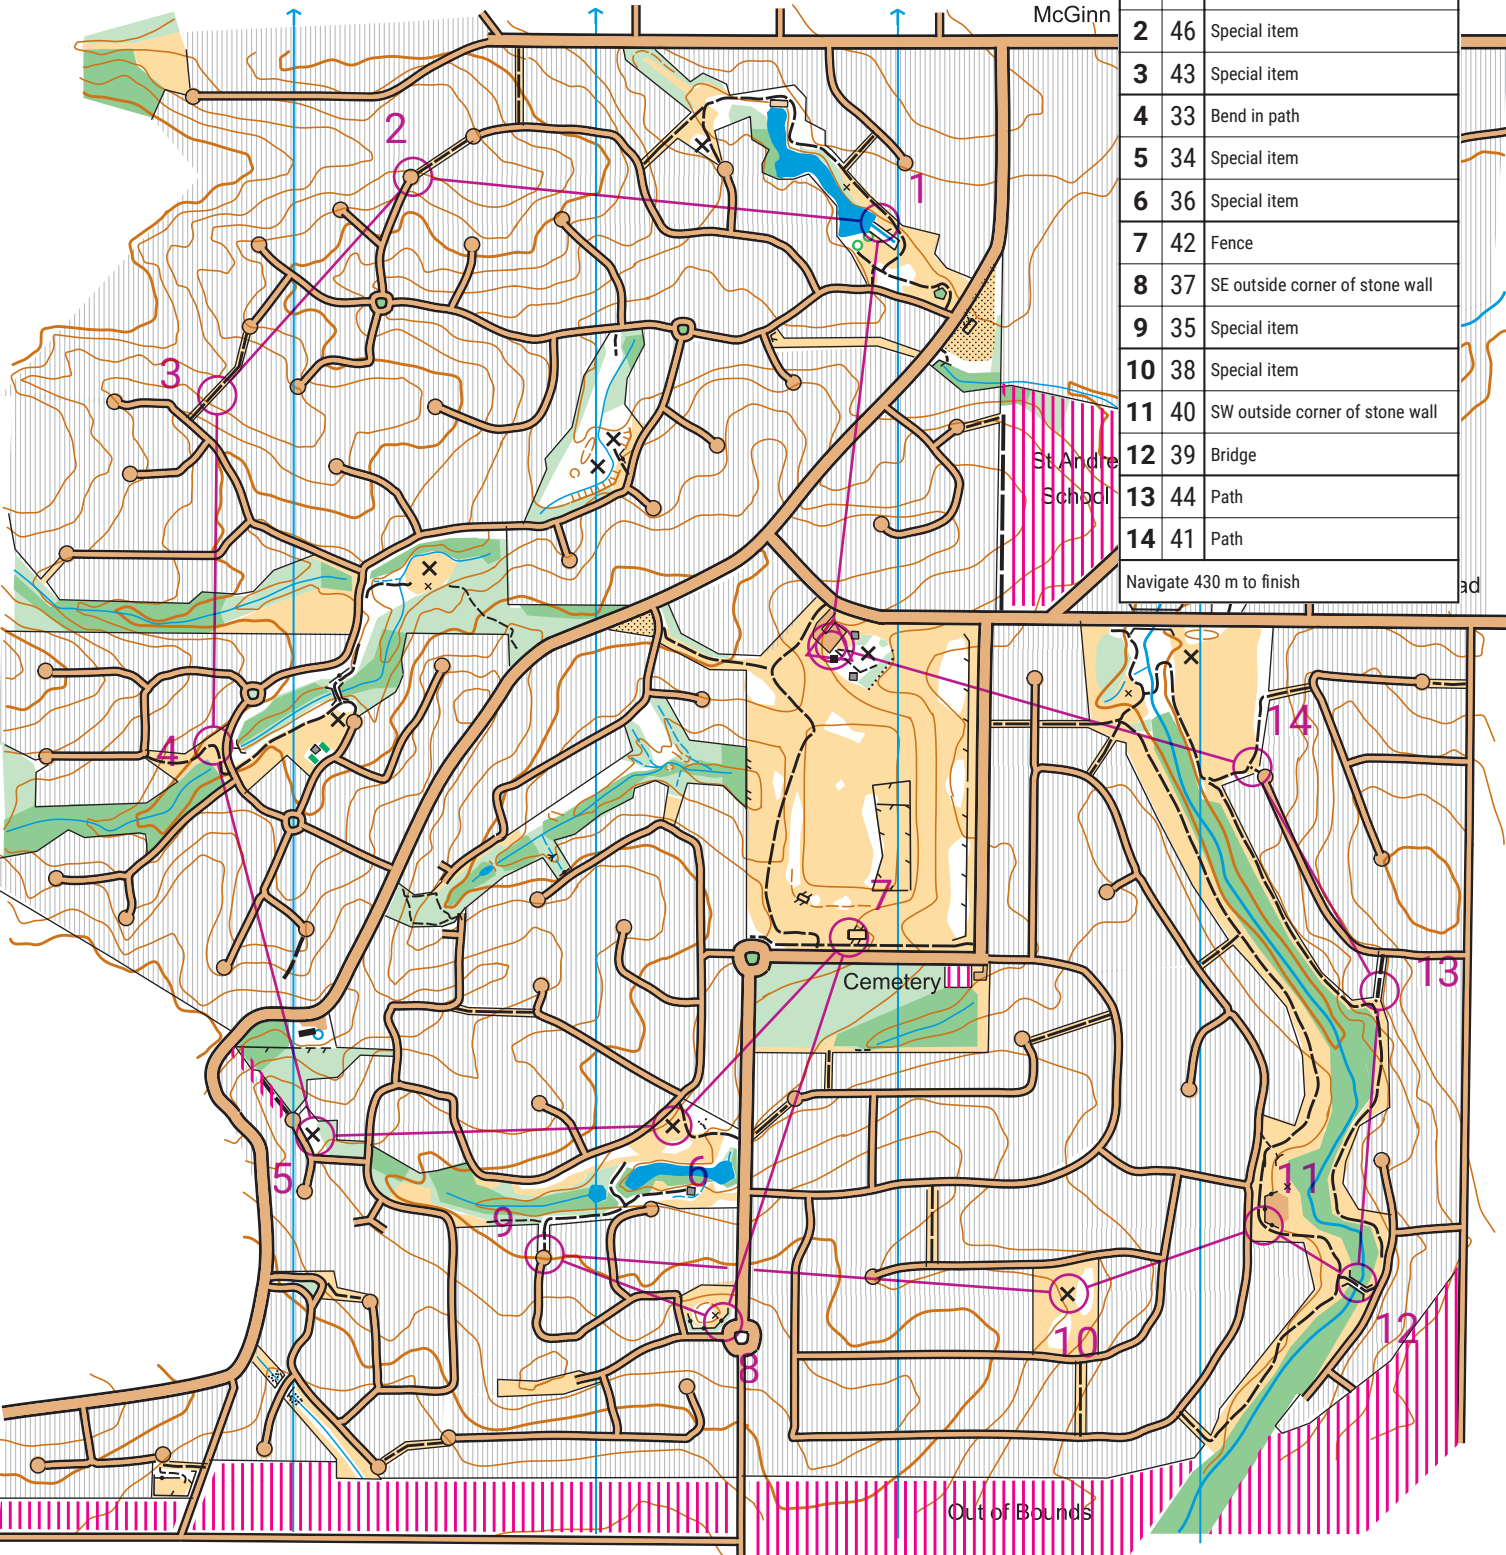 McGinn
2 46 Special item
3 43 Special item
4 33 Bend in path
5 34 Special item
6 36 Special item
7 42 Fence
8 37 SE outside corner of stone wall
9 35 Special item
10 38 Special item
11 40 SW outside corner of stone wall
12 39 Bridge
13 44 Path
14 41 Path
Navigate 430 m to finish
ad
2
1
3
St Andre
School
4
14
7
Cemetery
13
5
6
11
9
10
12
8
Out of Bounds